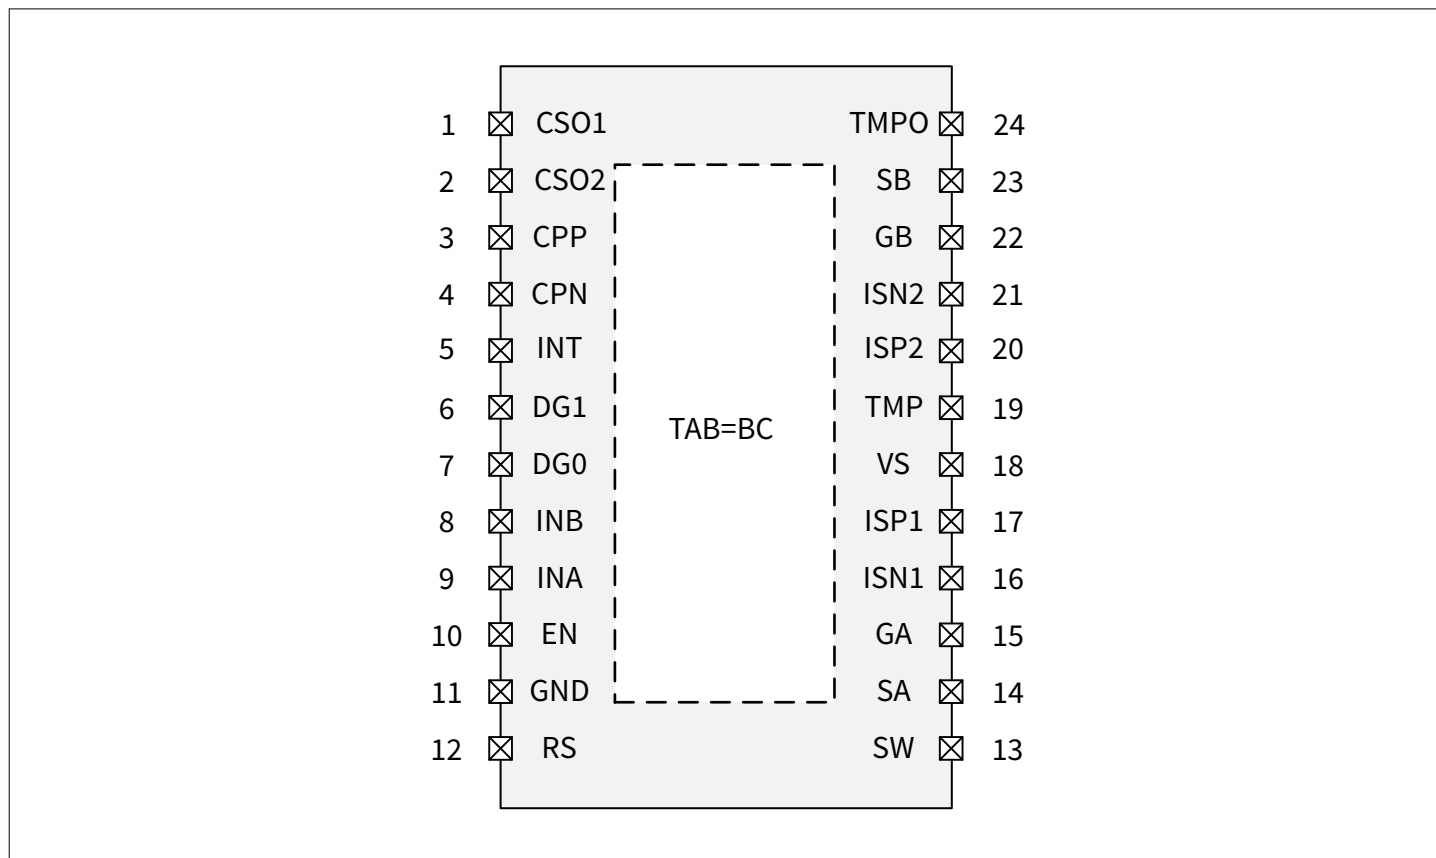 1 CSO1 TMPO 24
2 CSO2 SB 23
3 CPP GB 22
4 CPN ISN2 21
5 INT ISP2 20
6 DG1 TMP 19
TAB=BC
7 DG0 VS 18
8 INB ISP1 17
9 INA ISN1 16
10 EN GA 15
11 GND SA 14
12 RS SW 13